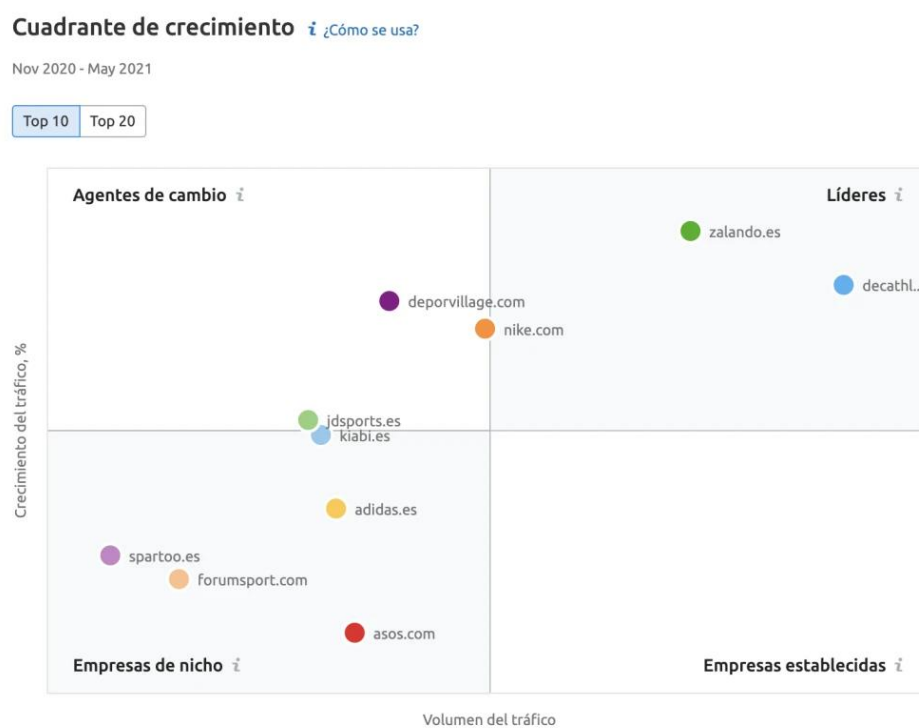 Cuadrante de crecimiento i ¿Cómo se usa?
Nov 2020 - May 2021
Top 10 Top 20
Agentes de cambio i
Líderes i
zalando.es
decathl...
deporvillage.com
nike.com
Crecimiento del tráfico, %
jdsports.es
kiabi.es
adidas.es
spartoo.es
forumsport.com
asos.com
Empresas de nicho i
Empresas establecidas i
Volumen del tráfico